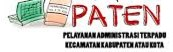 PATEN
PELAYANAN ADMINISTRASI TERPADU
KECAMATAN KABUPATEN ATAU KOTA